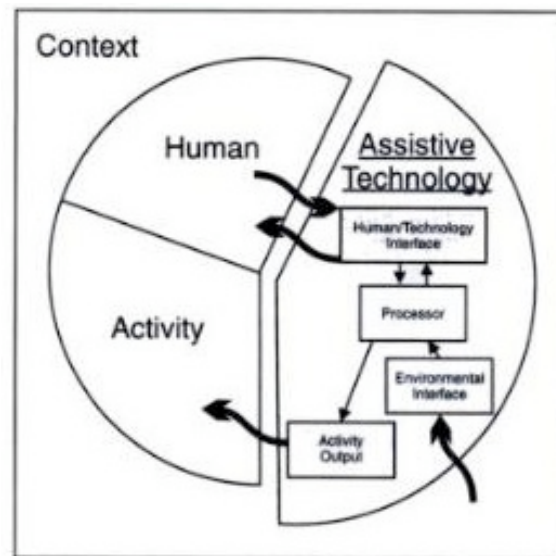 Context
Human
Assistive
Technology
Human/Technology
Interface
Processor
Activity
Environmental
Interface
Activity
Output